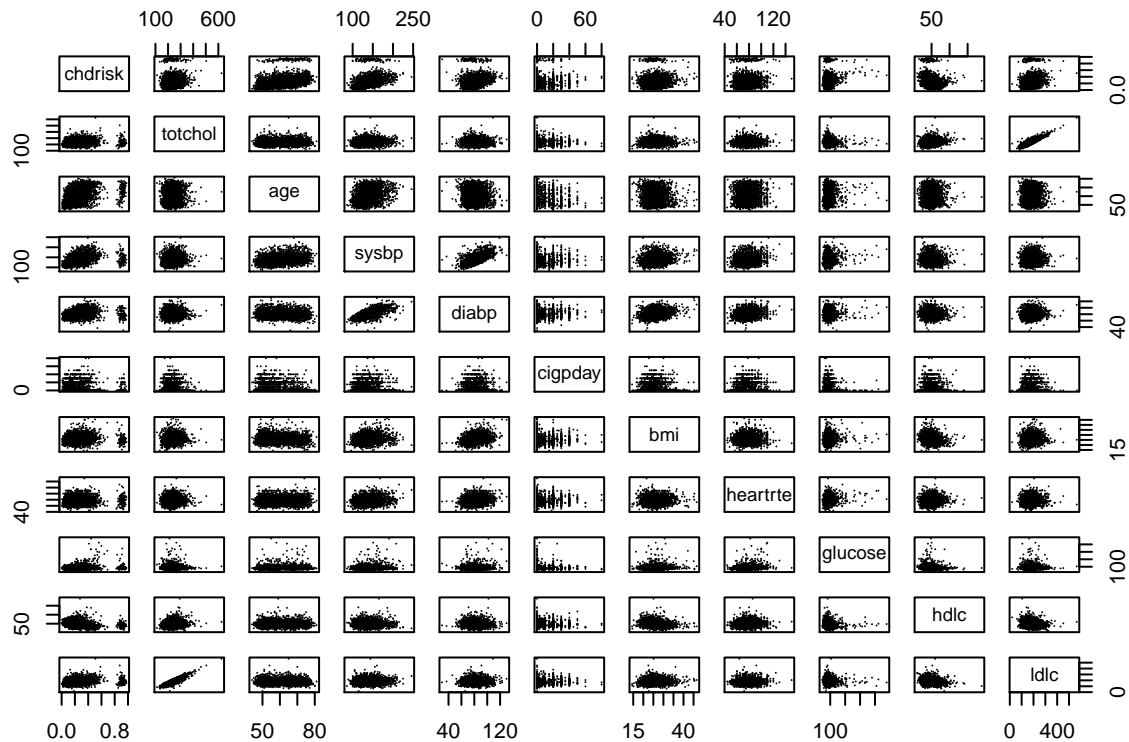 100 600 100 250 0 60 40 120 50
chdrisk 0.0
100 totchol
age 50
100 sysbp
diabp 40
0 cigpday
bmi 15
40 heartrte
glucose 100
50 hdlc
ldlc 0
0.0 0.8 50 80 40 120 15 40 100 0 400